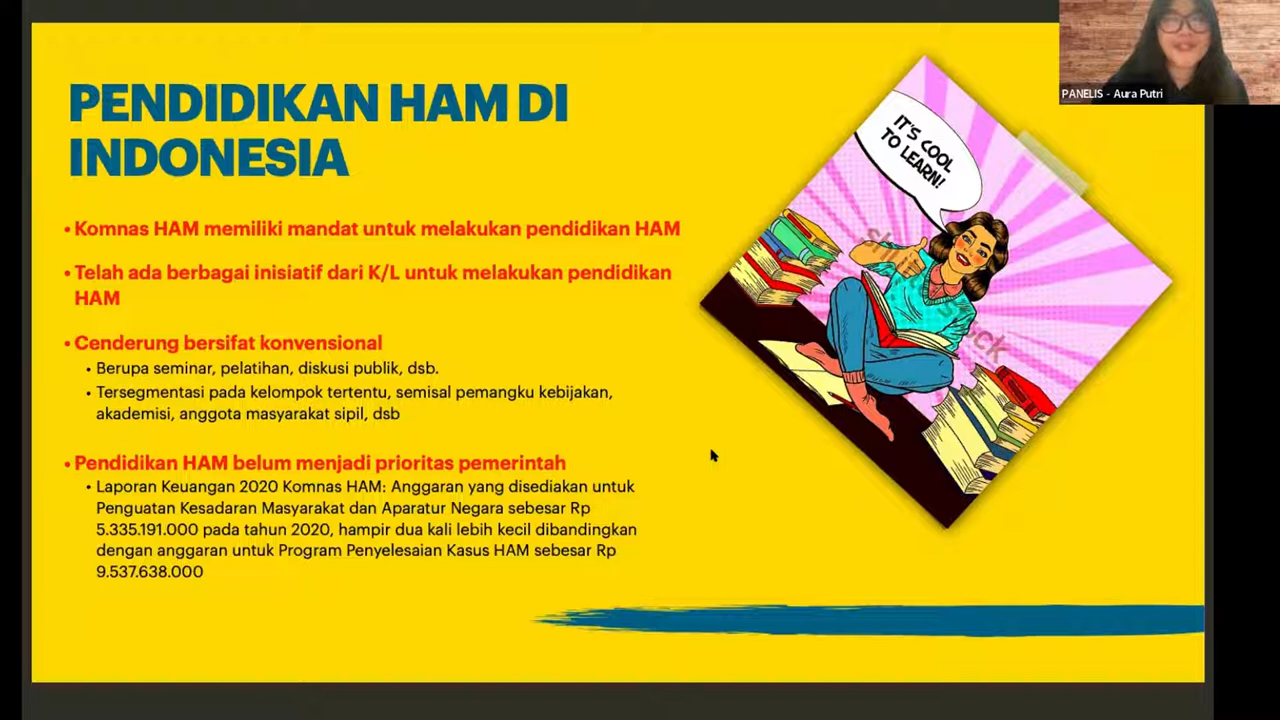 PENDIDIKAN HAM DI
INDONESIA
• Komnas HAM memiliki mandat untuk melakukan pendidikan HAM
• Telah ada berbagai inisiatif dari K/L untuk melakukan pendidikan
HAM
• Cenderung bersifat konvensional
• Berupa seminar, pelatihan, diskusi publik, dsb.
• Tersegmentasi pada kelompok tertentu, semisal pemangku kebijakan,
akademisi, anggota masyarakat sipil, dsb
• Pendidikan HAM belum menjadi prioritas pemerintah
• Laporan Keuangan 2020 Komnas HAM: Anggaran yang disediakan untuk
Penguatan Kesadaran Masyarakat dan Aparatur Negara sebesar Rp
5.335.191.000 pada tahun 2020, hampir dua kali lebih kecil dibandingkan
dengan anggaran untuk Program Penyelesaian Kasus HAM sebesar Rp
9.537.638.000
IT'S COOL
TO LEARN!
PANELIS - Aura Putri